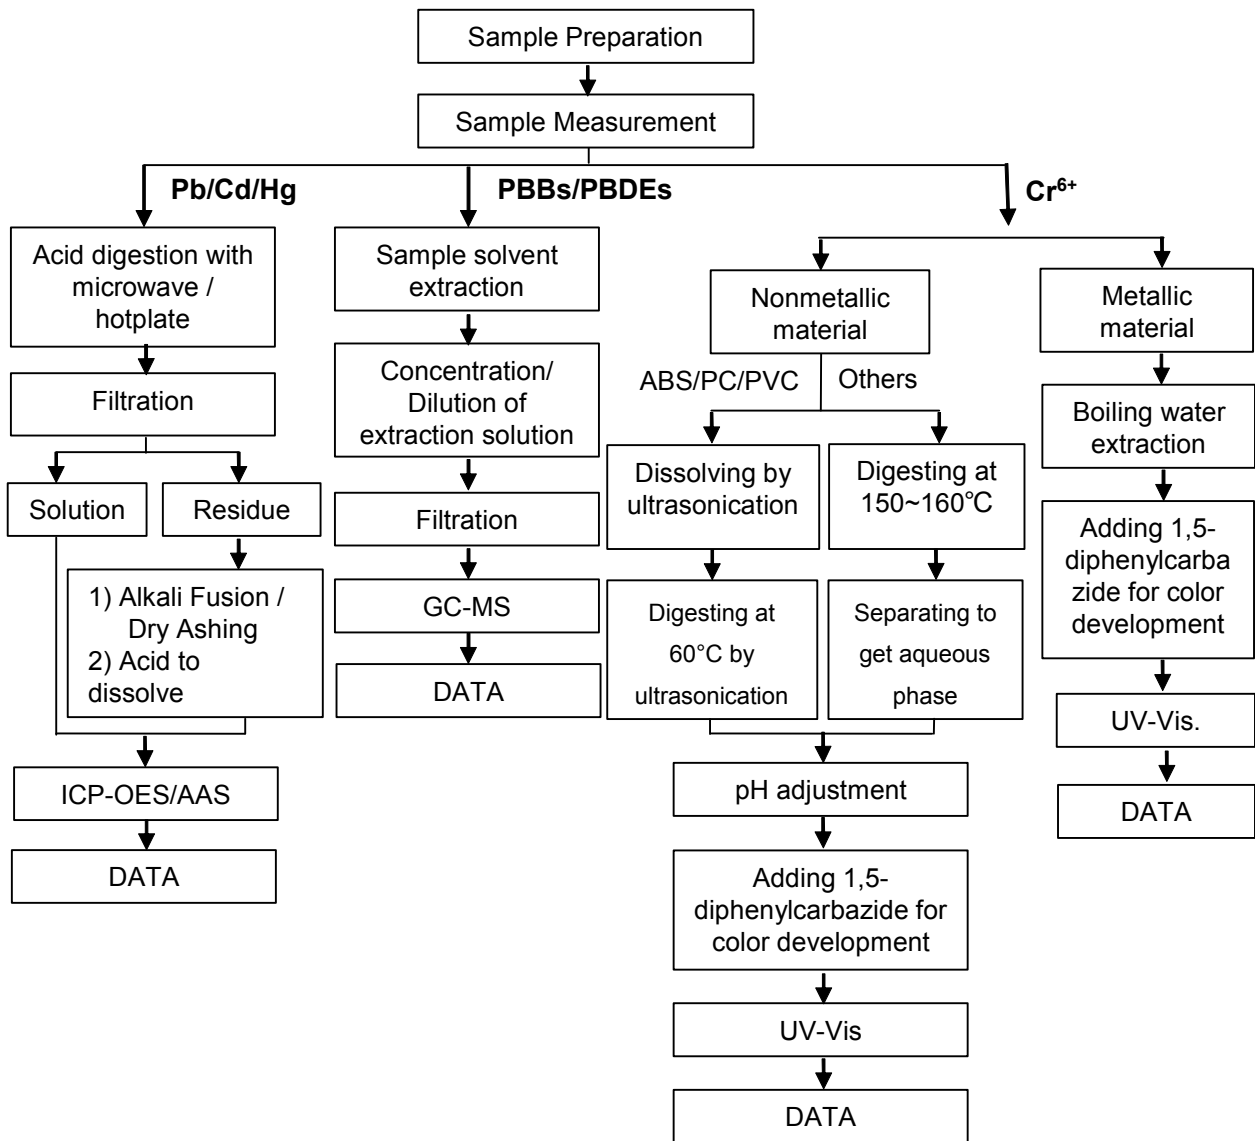 Sample Preparation
Sample Measurement
Pb/Cd/Hg
PBBs/PBDEs
Cr⁶⁺
Acid digestion with
microwave /
hotplate
Filtration
Solution
Residue
1) Alkali Fusion /
Dry Ashing
2) Acid to
dissolve
ICP-OES/AAS
DATA
Sample solvent
extraction
Concentration/
Dilution of
extraction solution
Filtration
GC-MS
DATA
Nonmetallic
material
ABS/PC/PVC
Others
Dissolving by
ultrasonication
Digesting at
60°C by
ultrasonication
Digesting at
150~160℃
Separating to
get aqueous
phase
pH adjustment
Adding 1,5-
diphenylcarbazide for
color development
UV-Vis
DATA
Metallic
material
Boiling water
extraction
Adding 1,5-
diphenylcarba
zide for color
development
UV-Vis.
DATA